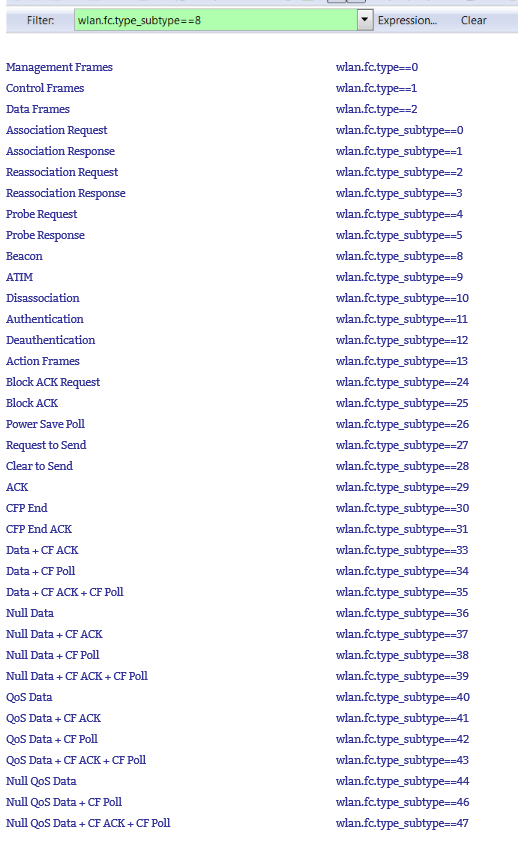 Filter: wlan.fc.type_subtype==8 Expression... Clear
Management Frames wlan.fc.type==0
Control Frames wlan.fc.type==1
Data Frames wlan.fc.type==2
Association Request wlan.fc.type_subtype==0
Association Response wlan.fc.type_subtype==1
Reassociation Request wlan.fc.type_subtype==2
Reassociation Response wlan.fc.type_subtype==3
Probe Request wlan.fc.type_subtype==4
Probe Response wlan.fc.type_subtype==5
Beacon wlan.fc.type_subtype==8
ATIM wlan.fc.type_subtype==9
Disassociation wlan.fc.type_subtype==10
Authentication wlan.fc.type_subtype==11
Deauthentication wlan.fc.type_subtype==12
Action Frames wlan.fc.type_subtype==13
Block ACK Request wlan.fc.type_subtype==24
Block ACK wlan.fc.type_subtype==25
Power Save Poll wlan.fc.type_subtype==26
Request to Send wlan.fc.type_subtype==27
Clear to Send wlan.fc.type_subtype==28
ACK wlan.fc.type_subtype==29
CFP End wlan.fc.type_subtype==30
CFP End ACK wlan.fc.type_subtype==31
Data + CF ACK wlan.fc.type_subtype==33
Data + CF Poll wlan.fc.type_subtype==34
Data + CF ACK + CF Poll wlan.fc.type_subtype==35
Null Data wlan.fc.type_subtype==36
Null Data + CF ACK wlan.fc.type_subtype==37
Null Data + CF Poll wlan.fc.type_subtype==38
Null Data + CF ACK + CF Poll wlan.fc.type_subtype==39
QoS Data wlan.fc.type_subtype==40
QoS Data + CF ACK wlan.fc.type_subtype==41
QoS Data + CF Poll wlan.fc.type_subtype==42
QoS Data + CF ACK + CF Poll wlan.fc.type_subtype==43
Null QoS Data wlan.fc.type_subtype==44
Null QoS Data + CF Poll wlan.fc.type_subtype==46
Null QoS Data + CF ACK + CF Poll wlan.fc.type_subtype==47